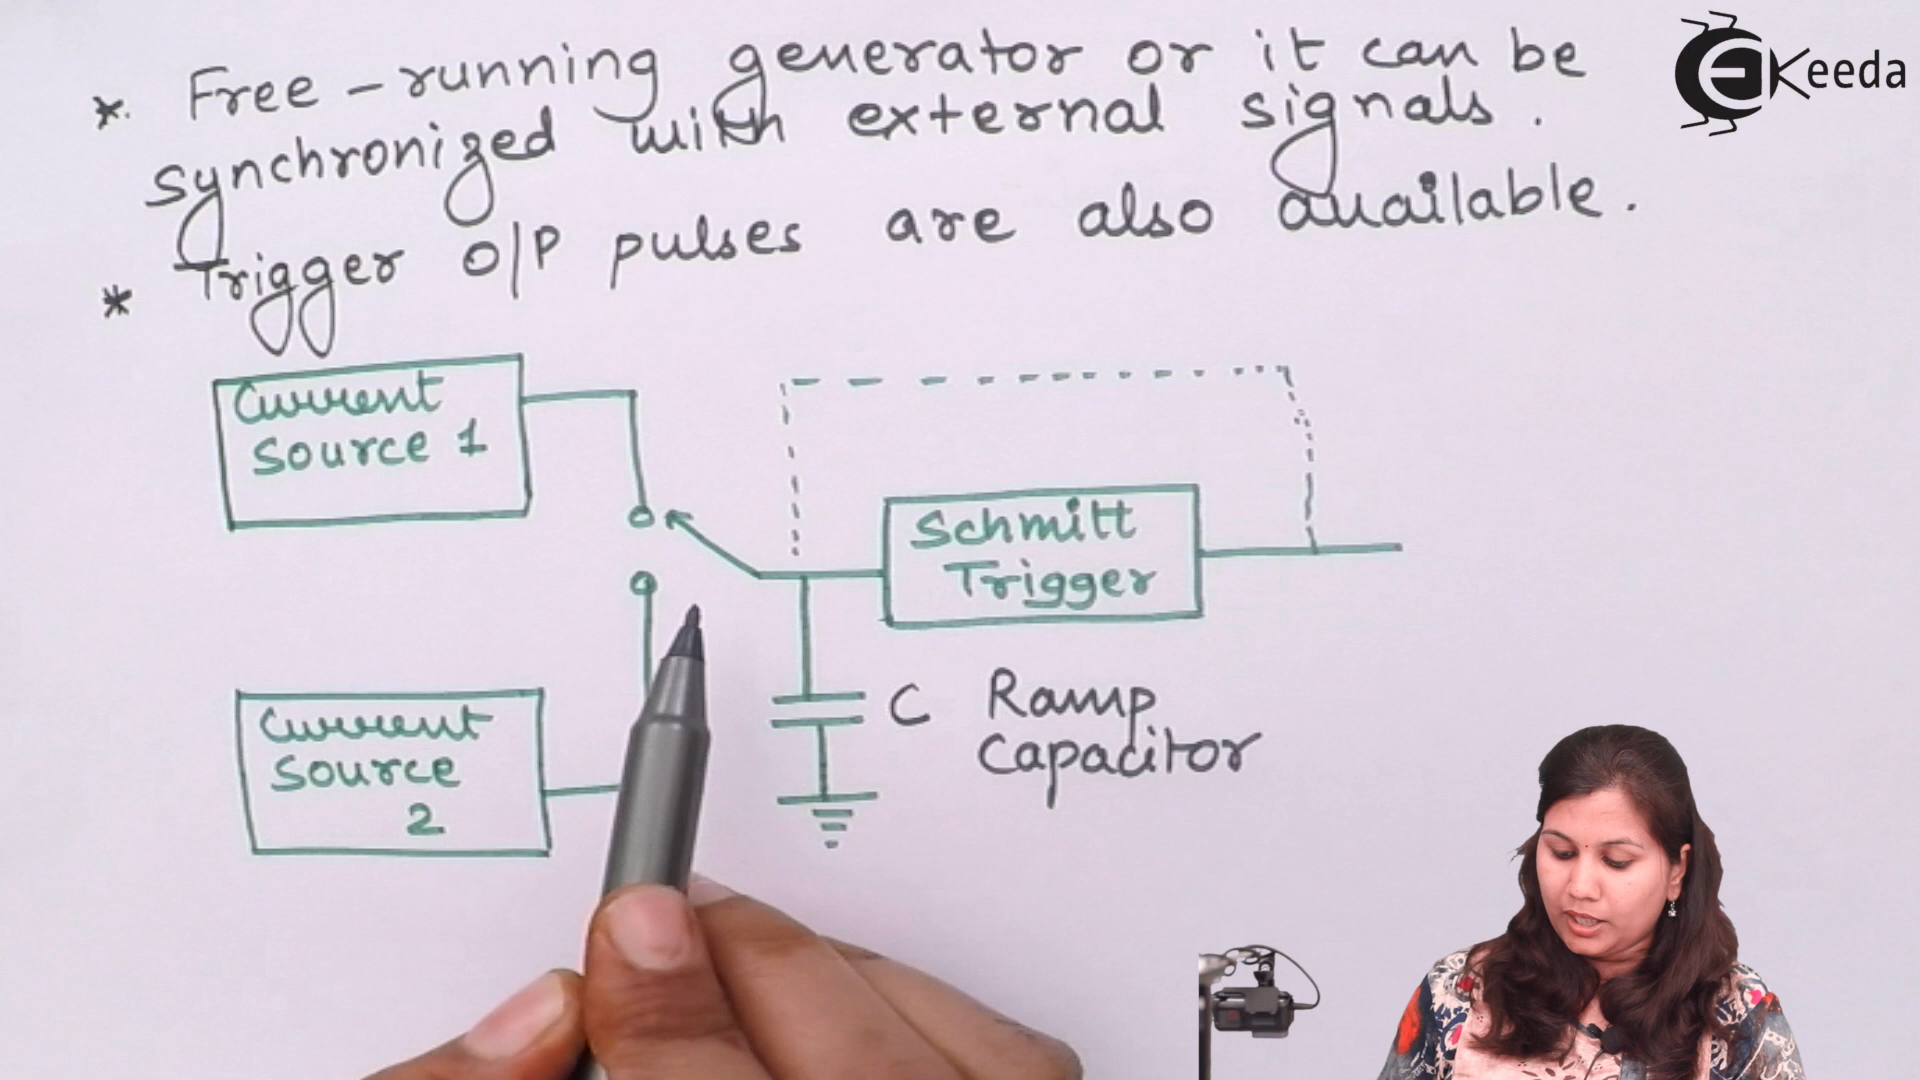 * Free-running generator or it can be
synchronized with external signals.
* Trigger O/P pulses are also available.
EKeeda
Current
Source 1
Schmitt
Trigger
C Ramp
Capacitor
Current
Source
2